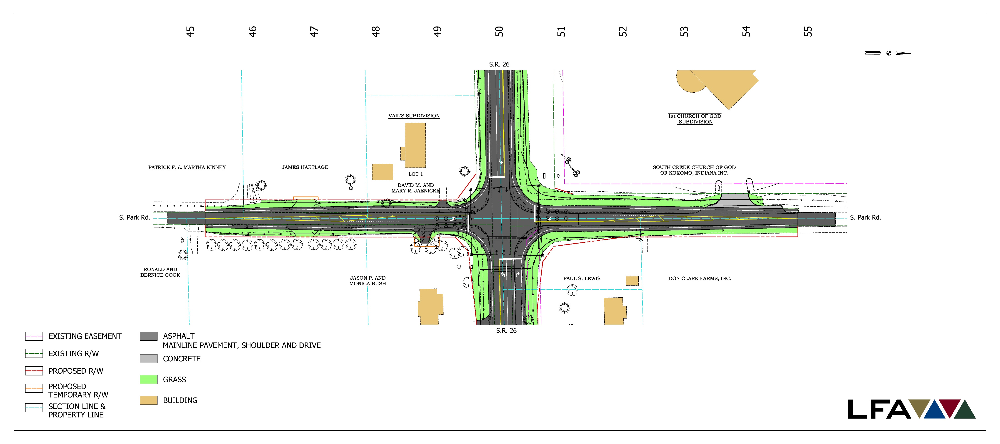 45
46
47
48
49
50
51
52
53
54
55
S.R. 26
VAIL'S SUBDIVISION
1st CHURCH OF GOD
SUBDIVISION
PATRICK F. & MARTHA KINNEY
JAMES HARTLAGE
LOT 1
DAVID M. AND
MARY R. JAENICKE
SOUTH CREEK CHURCH OF GOD
OF KOKOMO, INDIANA INC.
S. Park Rd.
S. Park Rd.
RONALD AND
BERNICE COOK
JASON P. AND
MONICA BUSH
PAUL S. LEWIS
DON CLARK FARMS, INC.
S.R. 26
EXISTING EASEMENT
EXISTING R/W
PROPOSED R/W
PROPOSED
TEMPORARY R/W
SECTION LINE &
PROPERTY LINE
ASPHALT
MAINLINE PAVEMENT, SHOULDER AND DRIVE
CONCRETE
GRASS
BUILDING
LFA